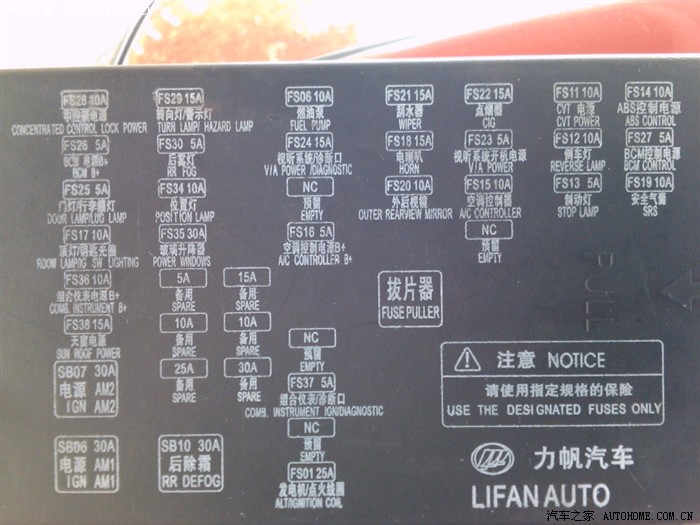 FS28 10A
中控锁电源
CONCENTRATED CONTROL LOCK POWER
FS26 5A
BCM 电源B+
BCM B+
FS25 5A
门灯/行李箱灯
DOOR LAMP/LUG LAMP
FS17 10A
顶灯/钥匙光圈
ROOM LAMP/IG SW LIGHTING
FS36 10A
组合仪表电源 B+
COMB. INSTRUMENT B+
FS38 15A
天窗电源
SUN ROOF POWER
SB07 30A
电源 AM2
IGN AM2
SB06 30A
电源 AM1
IGN AM1
FS29 15A
转向灯/警示灯
TURN LAMP/ HAZARD LAMP
FS30 5A
后雾灯
RR FOG
FS34 10A
位置灯
POSITION LAMP
FS35 30A
玻璃升降器
POWER WINDOWS
5A
备用
SPARE
15A
备用
SPARE
10A
备用
SPARE
10A
备用
SPARE
25A
备用
SPARE
30A
备用
SPARE
SB10 30A
后除霜
RR DEFOG
FS06 10A
燃油泵
FUEL PUMP
FS24 15A
视听系统/诊断口
V/A POWER /DIAGNOSTIC
NC
预留
EMPTY
FS16 5A
空调控制电源B+
A/C CONTROLLER B+
NC
预留
EMPTY
FS37 5A
组合仪表/诊断口
COMB. INSTRUMENT IGN/DIAGNOSTIC
NC
预留
EMPTY
FS01 25A
发电机/点火线圈
ALT/IGNITION COIL
FS21 15A
刮水器
WIPER
FS18 15A
电喇叭
HORN
FS20 10A
外后视镜
OUTER REARVIEW MIRROR
FS22 15A
点烟器
CIG
FS23 5A
视听系统开机电源
V/A POWER
FS15 10A
空调控制器
A/C CONTROLLER
NC
预留
EMPTY
FS11 10A
CVT 电源
CVT POWER
FS12 10A
倒车灯
REVERSE LAMP
FS13 5A
制动灯
STOP LAMP
FS14 10A
ABS控制电源
ABS CONTROL
FS27 5A
BCM控制电源
BCM CONTROL
FS19 10A
安全气囊
SRS
拔片器
FUSE PULLER
PULL
注意 NOTICE
请使用指定规格的保险
USE THE DESIGNATED FUSES ONLY
力帆汽车
LIFAN AUTO
汽车之家 AUTOHOME.COM.CN
汽车之家 AUTOHOME.COM.CN